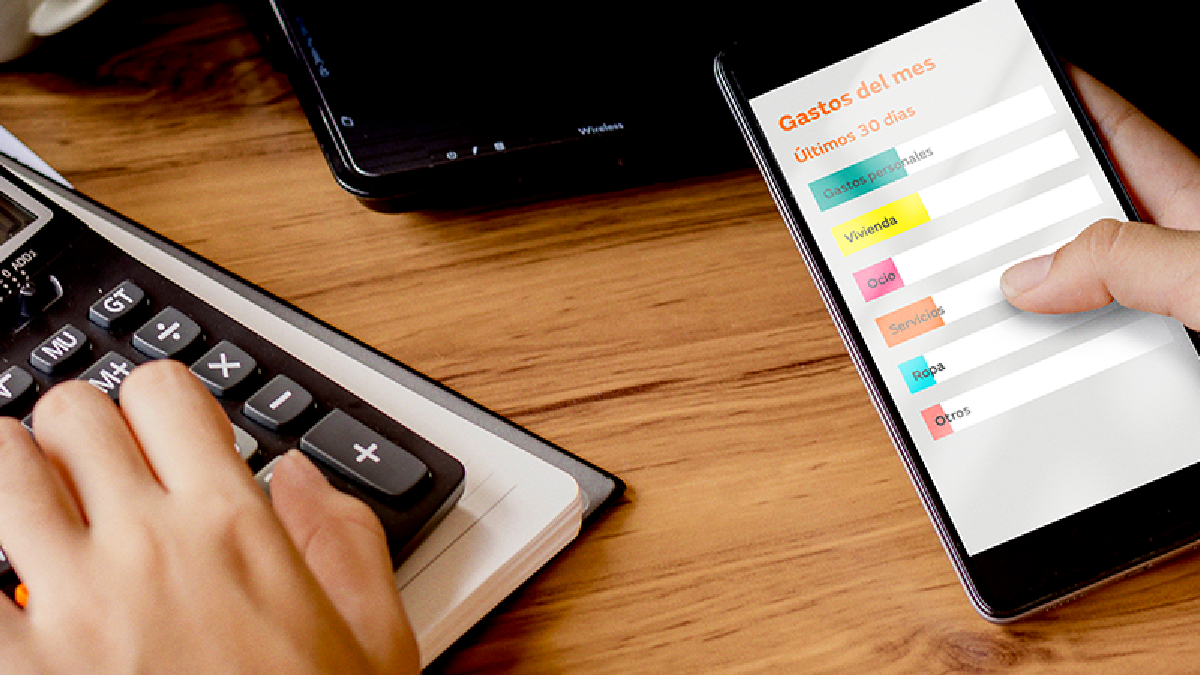 Wireless
Gastos del mes
Últimos 30 días
Gastos personales
Vivienda
Ocio
Servicios
Ropa
Otros
GT
÷
MU
M+
×
−
+